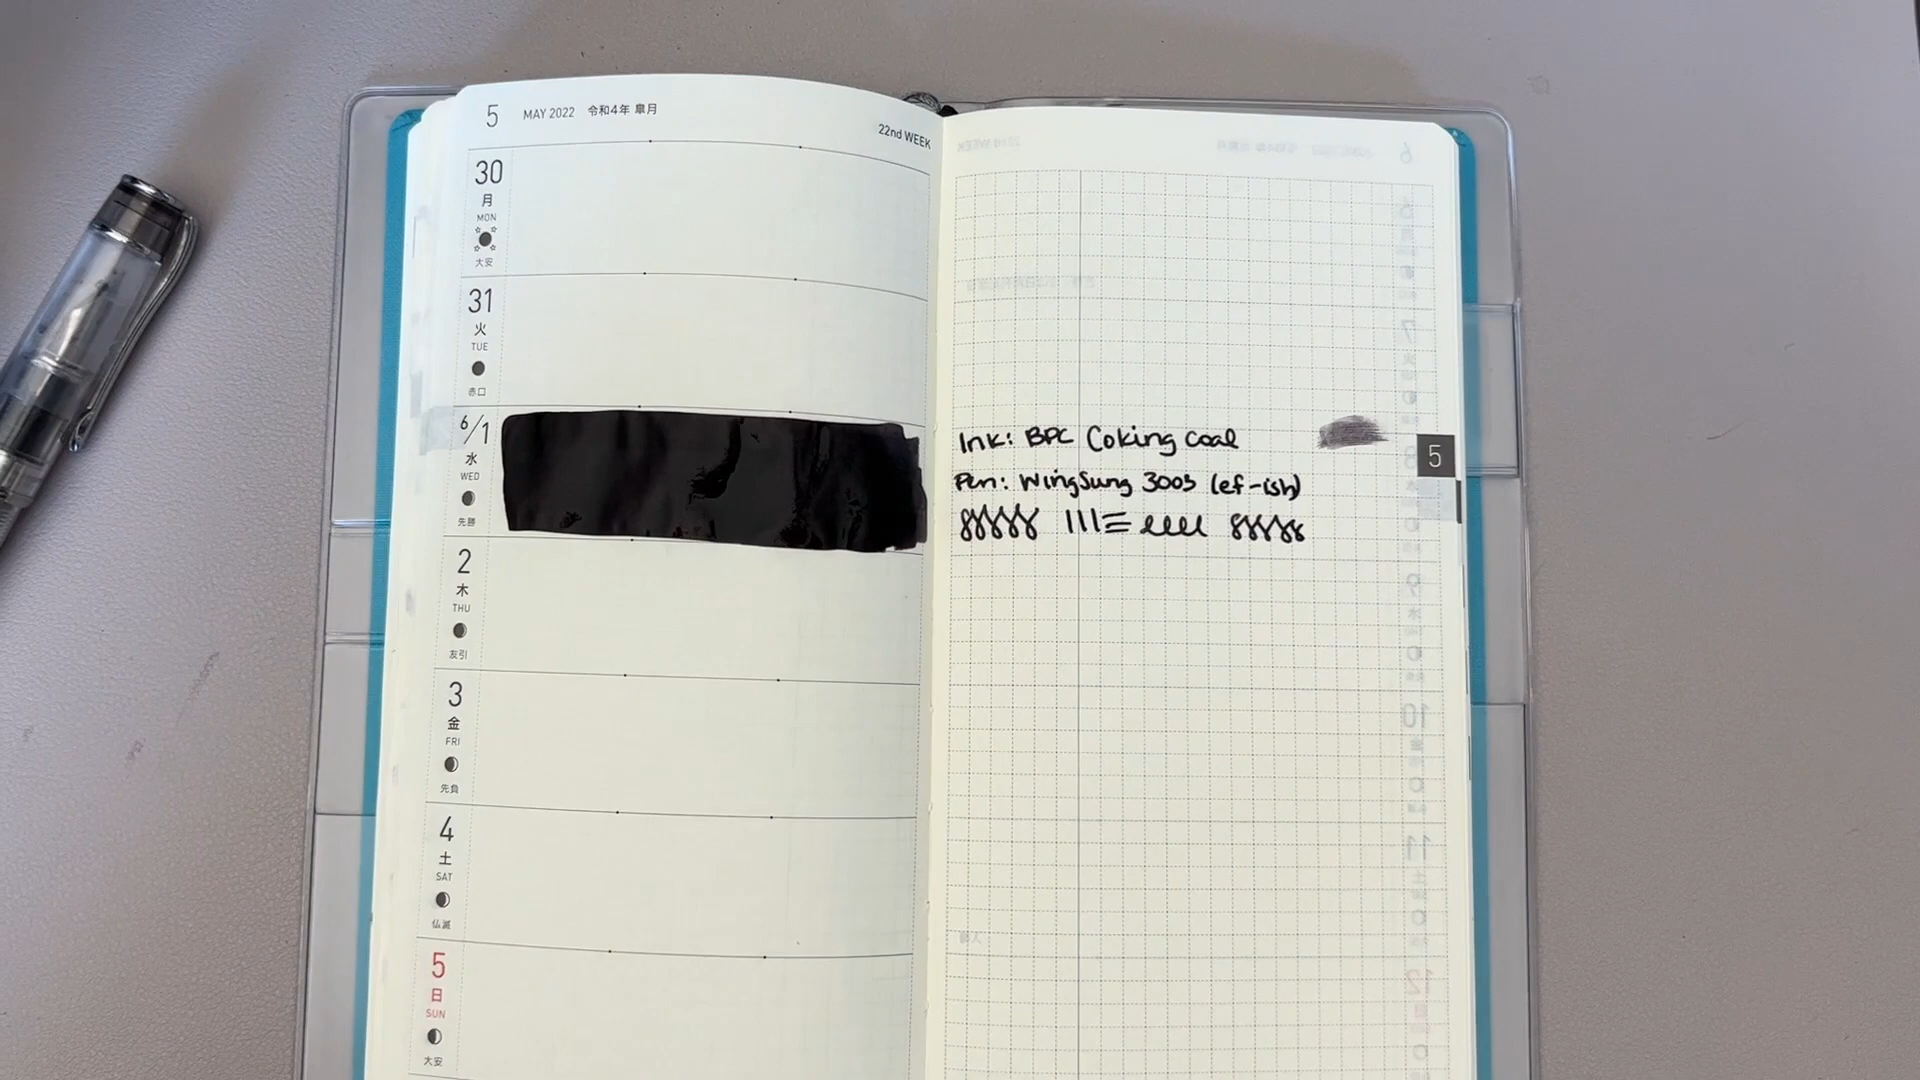 5 MAY 2022 令和4年 皐月
22nd WEEK
30
月
MON
大安
31
火
TUE
赤口
6/1
水
WED
先勝
2
木
THU
友引
3
金
FRI
先負
4
土
SAT
仏滅
5
日
SUN
大安
Ink: BPC Coking Coal
Pen: WingSung 3003 (ef-ish)
5